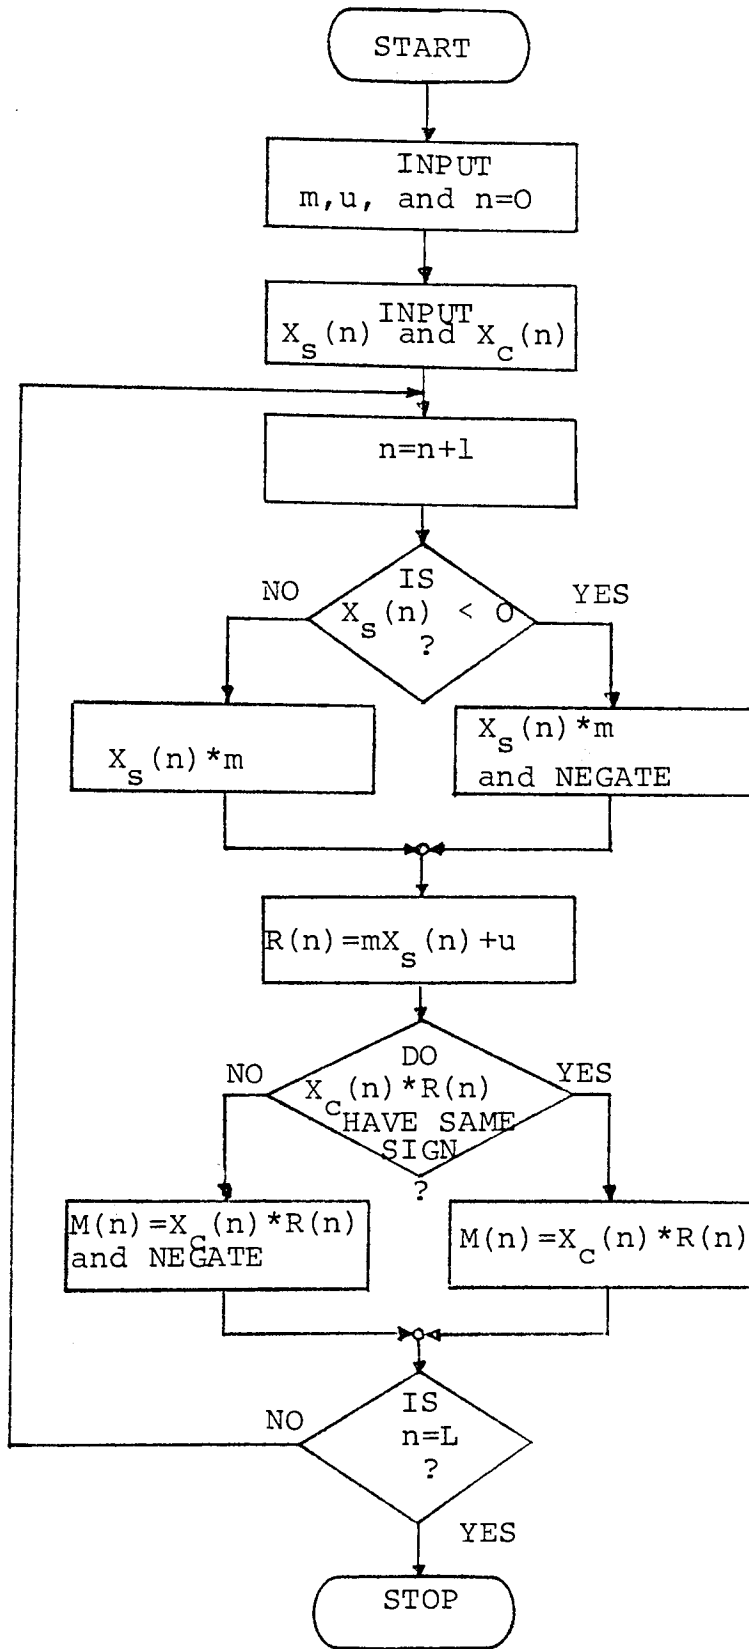 START
INPUT
m,u, and n=0
INPUT
X_s(n) and X_c(n)
n=n+1
IS
X_s(n) < 0
?
NO
YES
X_s(n)*m
X_s(n)*m
and NEGATE
R(n)=mX_s(n)+u
DO
X_c(n)*R(n)
HAVE SAME
SIGN
?
NO
YES
M(n)=X_c(n)*R(n)
and NEGATE
M(n)=X_c(n)*R(n)
IS
n=L
?
NO
YES
STOP